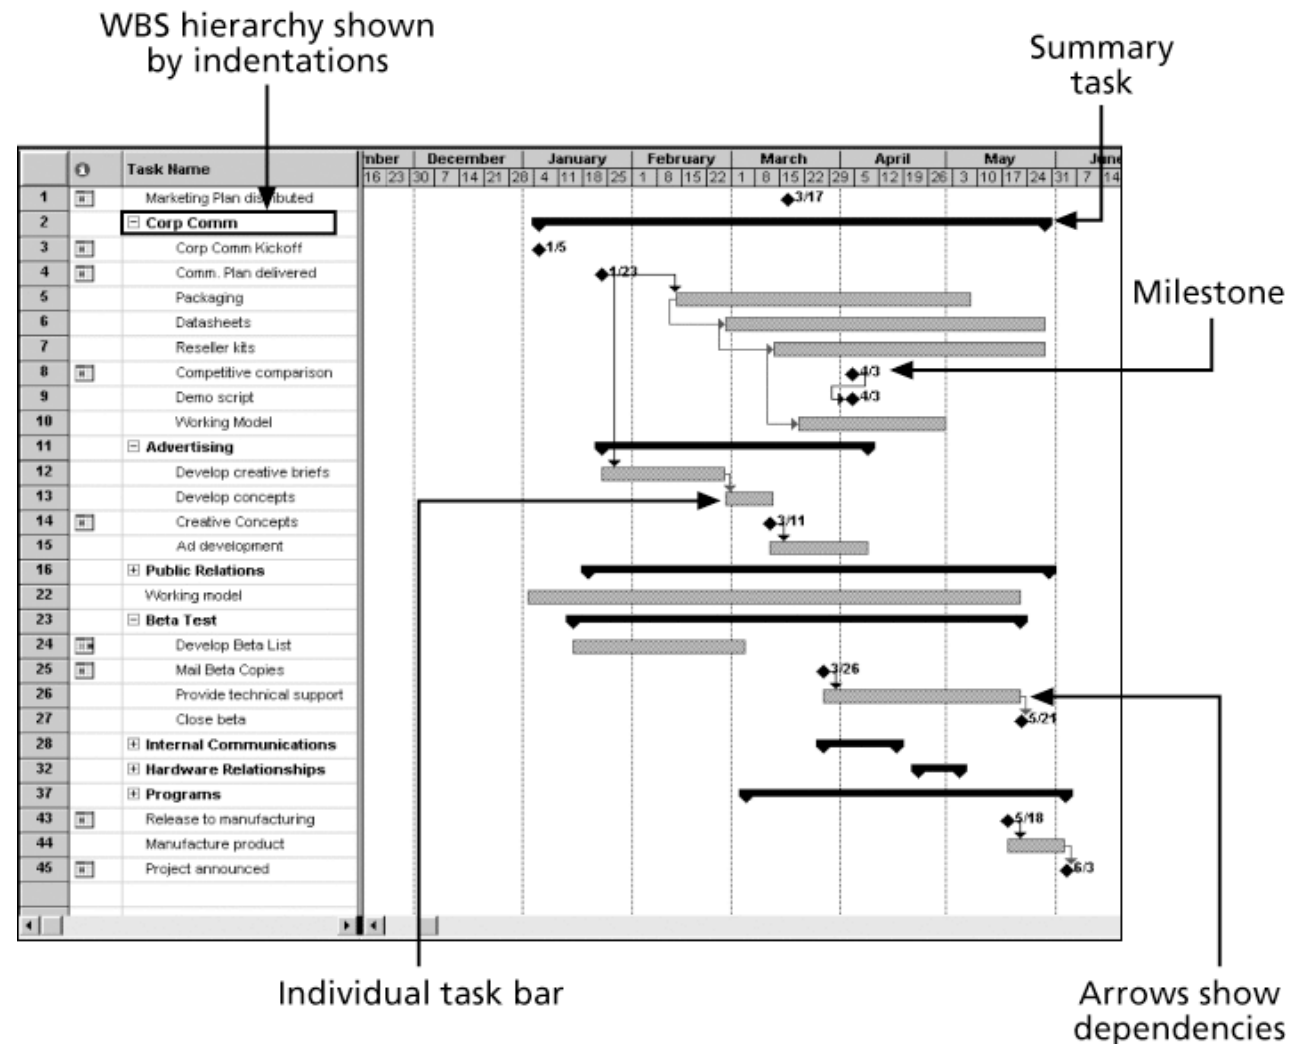 WBS hierarchy shown
by indentations
Summary
task
Task Name
mber December January February March April May June
16 23 30 7 14 21 28 4 11 18 25 1 8 15 22 1 8 15 22 29 5 12 19 26 3 10 17 24 31 7 14
1 Marketing Plan distributed 3/17
2 Corp Comm
3 Corp Comm Kickoff 1/5
4 Comm. Plan delivered 1/23
5 Packaging
6 Datasheets
7 Reseller kits
8 Competitive comparison 4/3
9 Demo script 4/3
10 Working Model
11 Advertising
12 Develop creative briefs
13 Develop concepts
14 Creative Concepts 3/11
15 Ad development
16 Public Relations
22 Working model
23 Beta Test
24 Develop Beta List
25 Mail Beta Copies 3/26
26 Provide technical support
27 Close beta 5/21
28 Internal Communications
32 Hardware Relationships
37 Programs
43 Release to manufacturing 5/18
44 Manufacture product
45 Project announced 6/3
Milestone
Individual task bar
Arrows show
dependencies